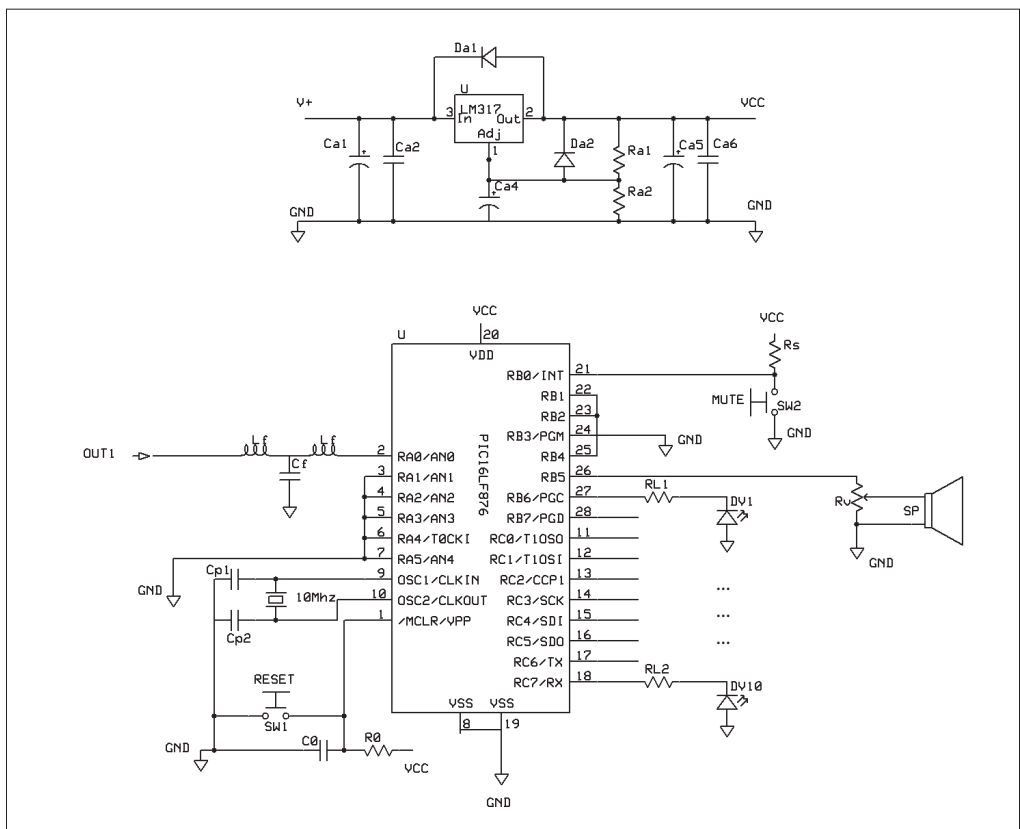 Da1
U
V+
3
LM317
2
VCC
In
Out
Adj
1
Ca1
+
Ca2
Da2
Ra1
+
Ca5
Ca6
+
Ca4
Ra2
GND
GND
VCC
U
20
VDD
VCC
Rs
RB0/INT
21
RB1
22
MUTE
SW2
RB2
23
RB3/PGM
24
GND
GND
RB4
25
OUT1
Lf
Lf
2
RA0/AN0
PIC16LF876
Cf
3
RA1/AN1
RB5
26
4
RA2/AN2
RB6/PGC
27
RL1
DV1
Rv
SP
5
RA3/AN3
RB7/PGD
28
6
RA4/T0CKI
RC0/T1OSO
11
7
RA5/AN4
RC1/T1OSI
12
GND
GND
Cp1
9
OSC1/CLKIN
RC2/CCP1
13
...
10Mhz
10
OSC2/CLKOUT
RC3/SCK
14
Cp2
1
/MCLR/VPP
RC4/SDI
15
...
RC5/SDO
16
...
RC6/TX
17
RESET
RC7/RX
18
RL2
DV10
SW1
VSS
VSS
8
19
GND
C0
R0
VCC
GND